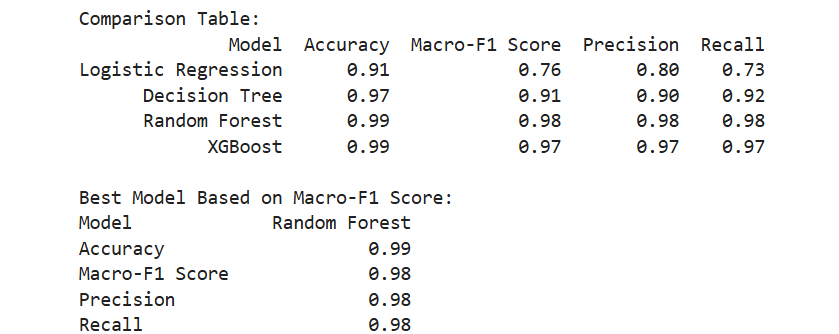 Comparison Table:
Model Accuracy Macro-F1 Score Precision Recall
Logistic Regression 0.91 0.76 0.80 0.73
Decision Tree 0.97 0.91 0.90 0.92
Random Forest 0.99 0.98 0.98 0.98
XGBoost 0.99 0.97 0.97 0.97
Best Model Based on Macro-F1 Score:
Model Random Forest
Accuracy 0.99
Macro-F1 Score 0.98
Precision 0.98
Recall 0.98